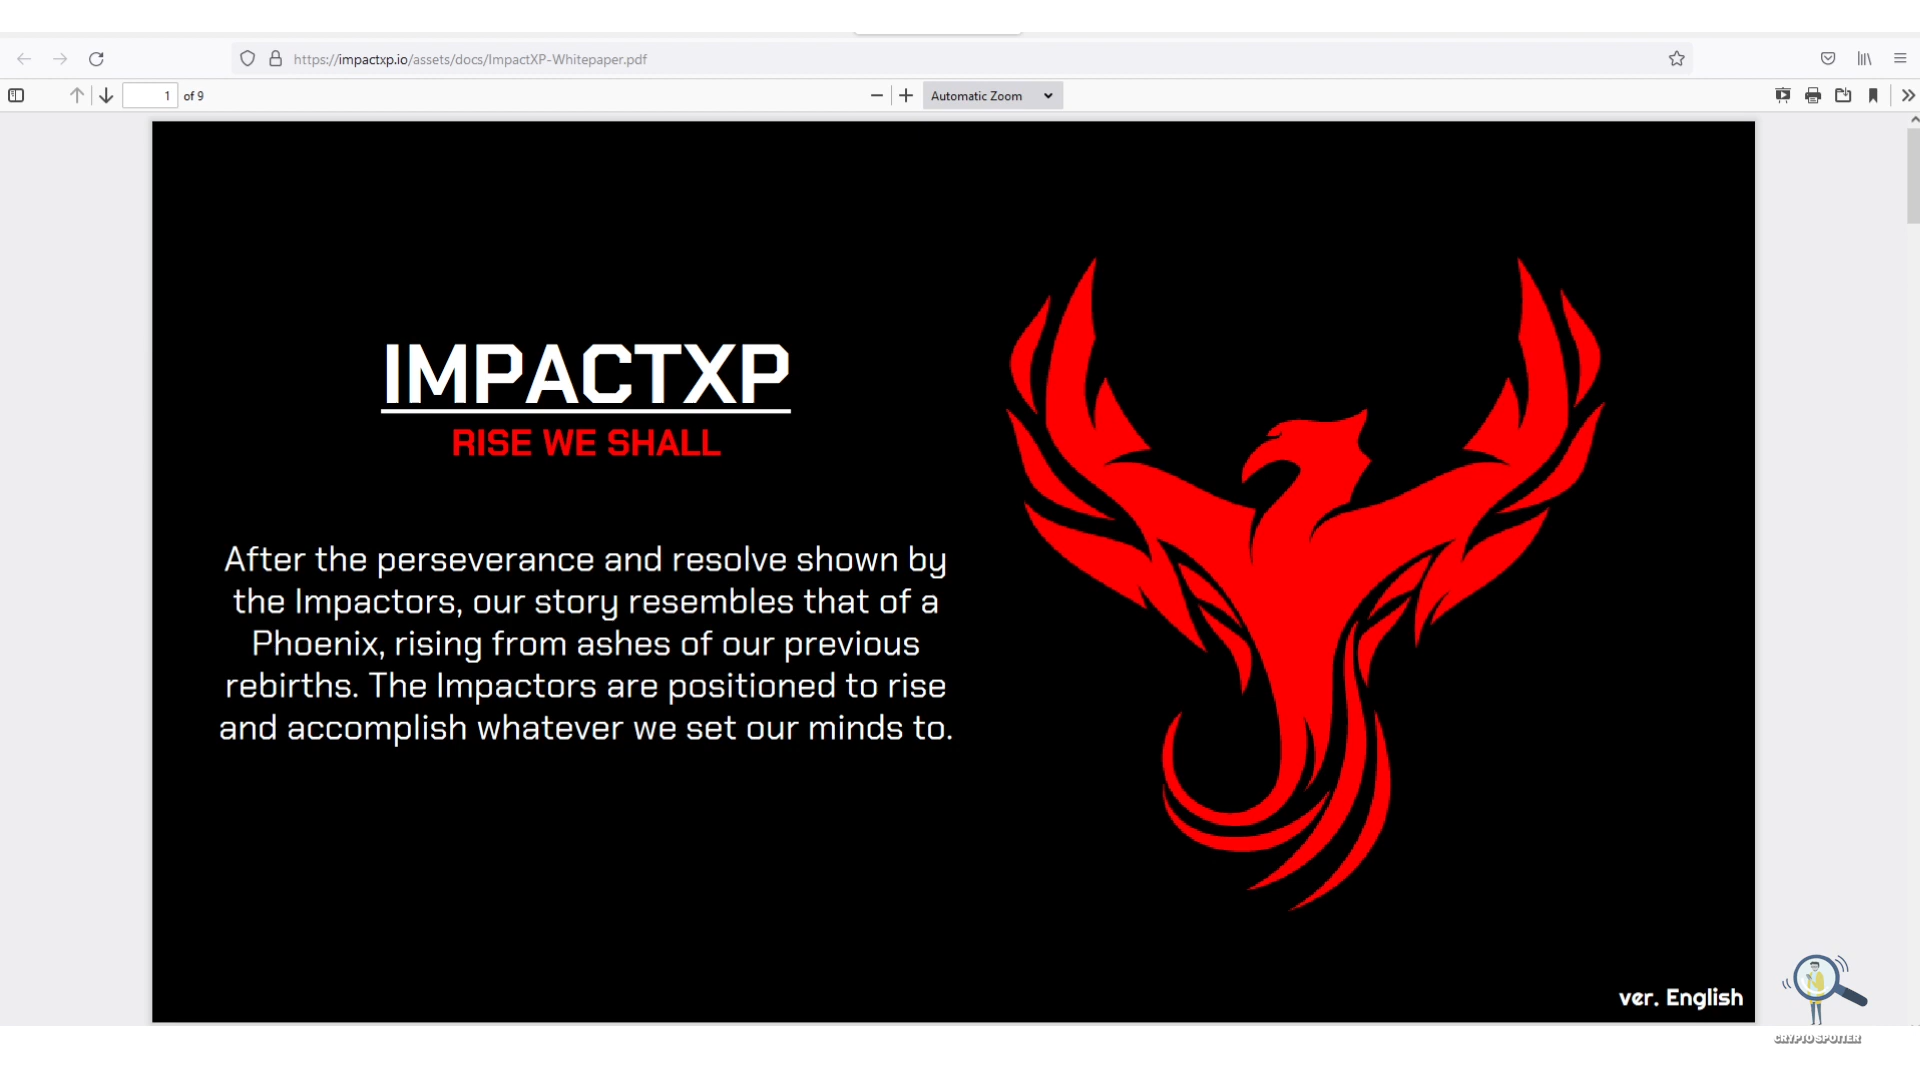 https://impactxp.io/assets/docs/ImpactXP-Whitepaper.pdf
1 of 9
Automatic Zoom
IMPACTXP
RISE WE SHALL
After the perseverance and resolve shown by
the Impactors, our story resembles that of a
Phoenix, rising from ashes of our previous
rebirths. The Impactors are positioned to rise
and accomplish whatever we set our minds to.
ver. English
CRYPTO SPOTTER